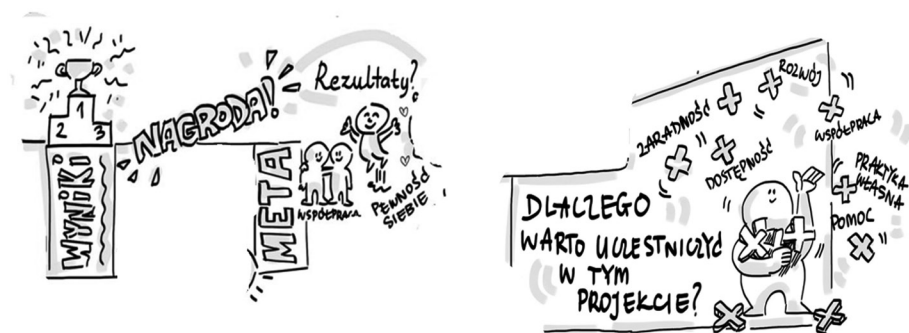 1
2
3
WYNIKI
NAGRODA!
Rezultaty?
META
WSPÓŁPRACA
PEWNOŚĆ
SIEBIE
ZARADNOŚĆ
ROZWÓJ
DOSTĘPNOŚĆ
WSPÓŁPRACA
PRAKTYKA
WŁASNA
POMOC
DLACZEGO
WARTO UCZESTNICZYĆ
W TYM
PROJEKCIE?